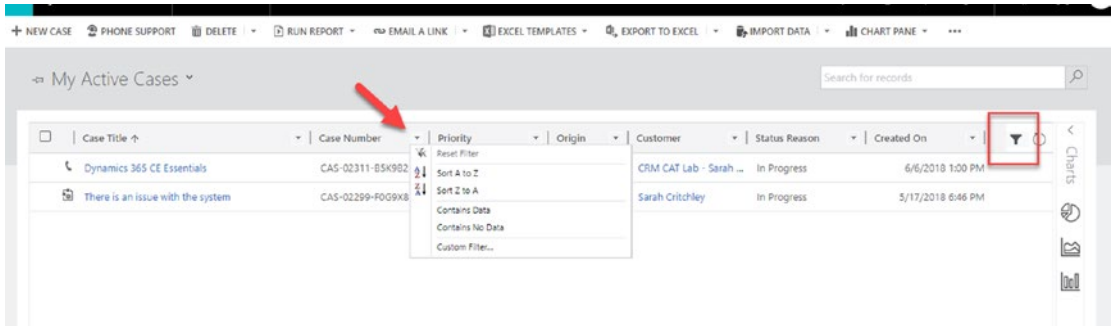 + NEW CASE PHONE SUPPORT DELETE RUN REPORT EMAIL A LINK EXCEL TEMPLATES EXPORT TO EXCEL IMPORT DATA CHART PANE ...
My Active Cases Search for records
Case Title ↑ Case Number Priority Origin Customer Status Reason Created On
Reset Filter
Dynamics 365 CE Essentials CAS-02311-B5K9B2 CRM CAT Lab - Sarah ... In Progress 6/6/2018 1:00 PM
Sort A to Z
Sort Z to A
There is an issue with the system CAS-02299-F0G9X8 Sarah Critchley In Progress 5/17/2018 6:46 PM
Contains Data
Contains No Data
Custom Filter...
Charts